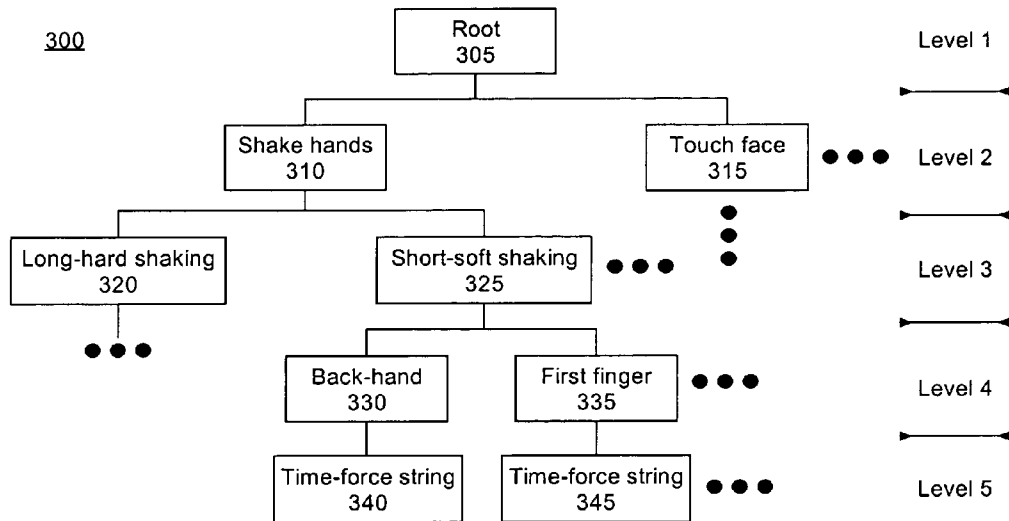 300
Root
305
Level 1
Shake hands
310
Touch face
315
Level 2
Long-hard shaking
320
Short-soft shaking
325
Level 3
Back-hand
330
First finger
335
Level 4
Time-force string
340
Time-force string
345
Level 5